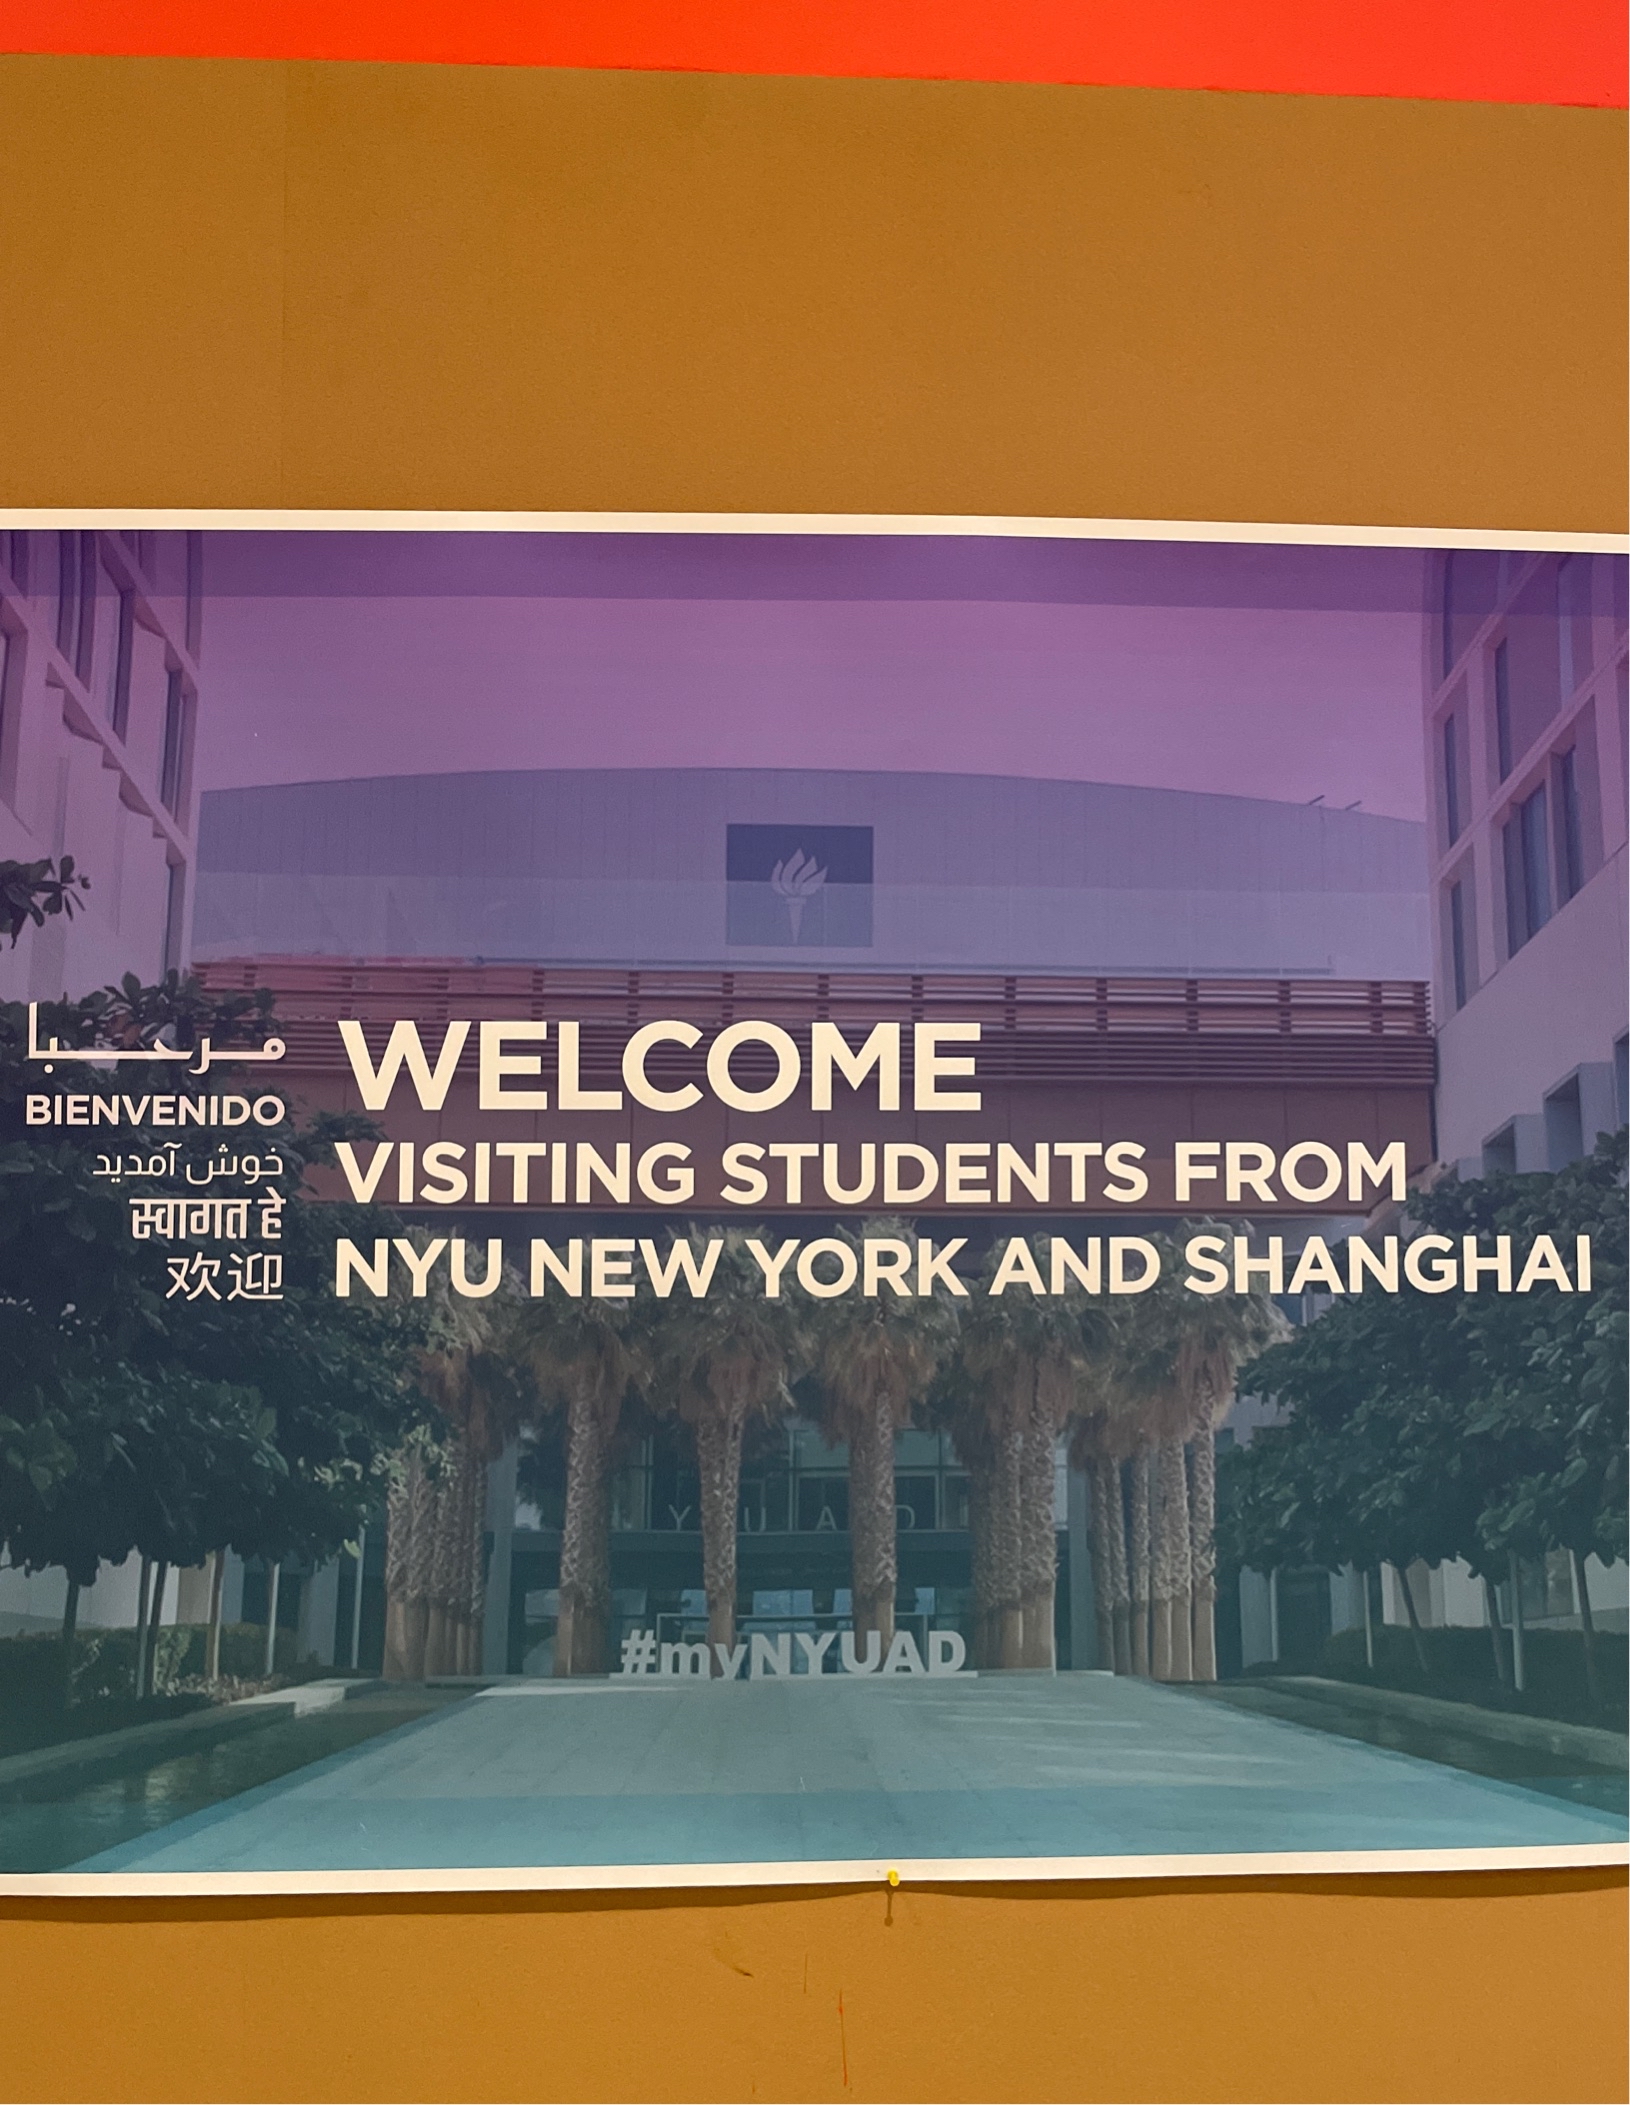 مرحبا
BIENVENIDO
خوش آمدید
स्वागत हे
欢迎
WELCOME
VISITING STUDENTS FROM
NYU NEW YORK AND SHANGHAI
Y U A D
#myNYUAD